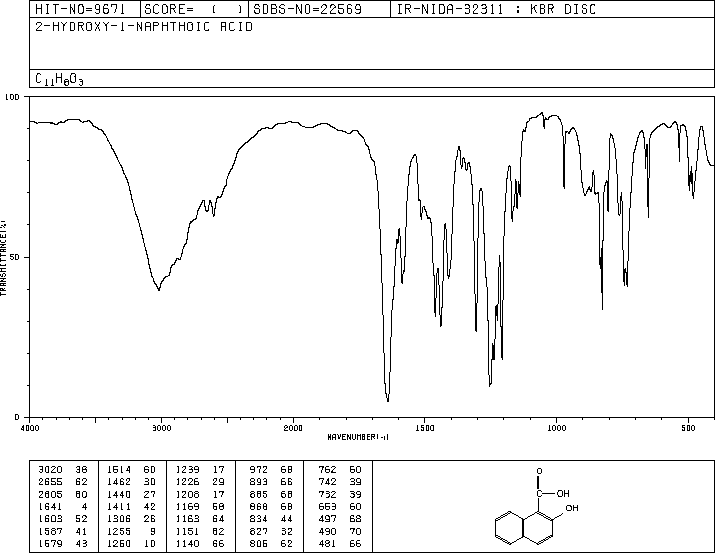 HIT-NO=9671 SCORE= ( ) SDBS-NO=22569 IR-NIDA-32311 : KBR DISC
2-HYDROXY-1-NAPHTHOIC ACID
C11H8O3
100
TRANSMITTANCE(%)
50
0
4000 3000 2000 1500 1000 500
WAVENUMBER(-1)
3020 38 1514 60 1239 17 972 68 762 60
2655 62 1462 30 1226 29 893 66 742 39
2605 60 1440 27 1208 17 885 68 732 39
1641 4 1411 42 1169 58 868 68 653 60
1603 52 1306 26 1163 64 834 44 497 68
1587 41 1255 9 1151 62 827 32 490 70
1579 43 1250 10 1140 66 806 62 481 66
O
C OH
OH